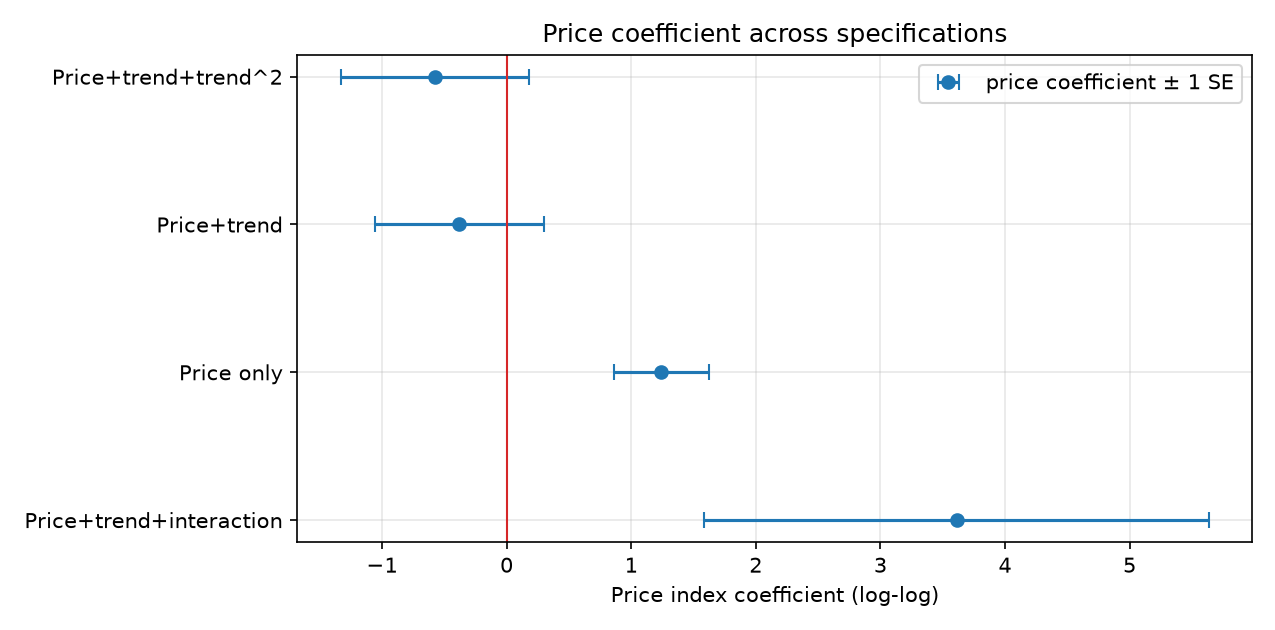 Price coefficient across specifications
Price+trend+trend^2
Price+trend
Price only
Price+trend+interaction
price coefficient ± 1 SE
−1 0 1 2 3 4 5
Price index coefficient (log-log)